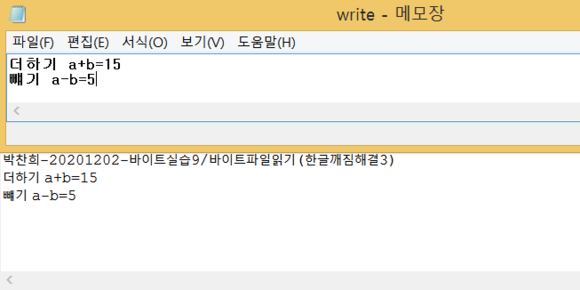 write - 메모장
파일(F) 편집(E) 서식(O) 보기(V) 도움말(H)
더하기 a+b=15
빼기 a-b=5
박찬희-20201202-바이트실습9/바이트파일읽기(한글깨짐해결3)
더하기 a+b=15
빼기 a-b=5